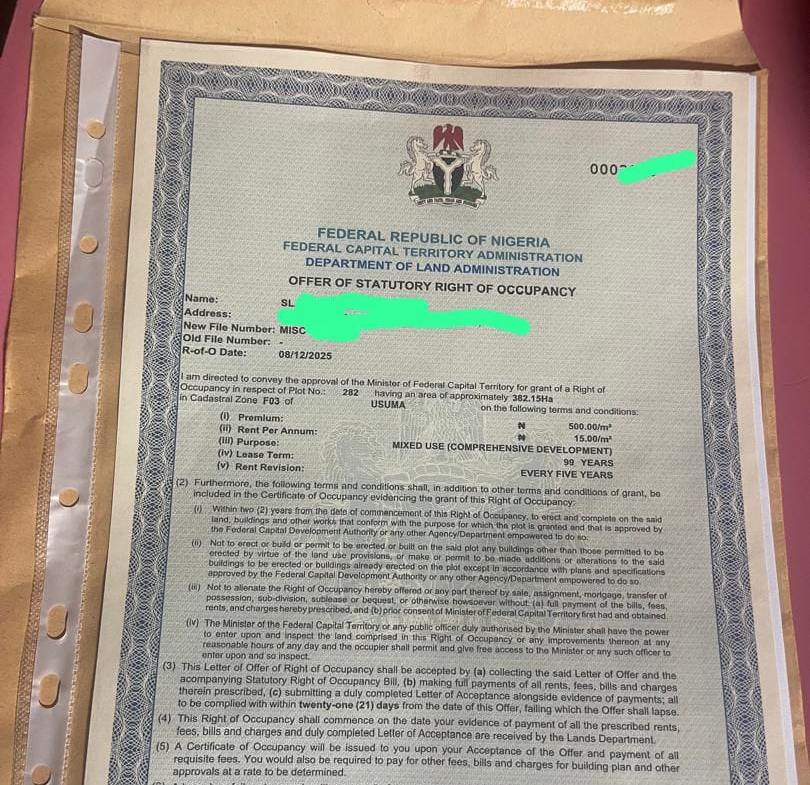 000
FEDERAL REPUBLIC OF NIGERIA
FEDERAL CAPITAL TERRITORY ADMINISTRATION
DEPARTMENT OF LAND ADMINISTRATION
OFFER OF STATUTORY RIGHT OF OCCUPANCY
Name: SL
Address:
New File Number: MISC
Old File Number: -
R-of-O Date: 08/12/2025
I am directed to convey the approval of the Minister of Federal Capital Territory for grant of a Right of
Occupancy in respect of Plot No.: 282 having an area of approximately 382.15Ha
in Cadastral Zone F03 of USUMA on the following terms and conditions:
(i) Premium: ₦ 500.00/m²
(ii) Rent Per Annum: ₦ 15.00/m²
(iii) Purpose: MIXED USE (COMPREHENSIVE DEVELOPMENT)
(iv) Lease Term: 99 YEARS
(v) Rent Revision: EVERY FIVE YEARS
(2) Furthermore, the following terms and conditions shall, in addition to other terms and conditions of grant, be
included in the Certificate of Occupancy evidencing the grant of this Right of Occupancy:
(i) Within two (2) years from the date of commencement of this Right of Occupancy, to erect and complete on the said
land, buildings and other works that conform with the purpose for which the plot is granted and that is approved by
the Federal Capital Development Authority or any other Agency/Department empowered to do so.
(ii) Not to erect or build or permit to be erected or built on the said plot any buildings other than those permitted to be
erected by virtue of the land use provisions, or make or permit to be made additions or alterations to the said
buildings to be erected or buildings already erected on the plot except in accordance with plans and specifications
approved by the Federal Capital Development Authority or any other Agency/Department empowered to do so.
(iii) Not to alienate the Right of Occupancy hereby offered or any part thereof by sale, assignment, mortgage, transfer of
possession, sub-division, sublease or bequest, or otherwise howsoever without: (a) full payment of the bills, fees,
rents, and charges hereby prescribed, and (b) prior consent of Minister of Federal Capital Territory first had and obtained.
(iv) The Minister of the Federal Capital Territory or any public officer duly authorised by the Minister shall have the power
to enter upon and inspect the land comprised in this Right of Occupancy or any improvements thereon at any
reasonable hours of any day and the occupier shall permit and give free access to the Minister or any such officer to
enter upon and so inspect.
(3) This Letter of Offer of Right of Occupancy shall be accepted by (a) collecting the said Letter of Offer and the
acompanying Statutory Right of Occupancy Bill, (b) making full payments of all rents, fees, bills and charges
therein prescribed, (c) submitting a duly completed Letter of Acceptance alongside evidence of payments; all
to be complied with within twenty-one (21) days from the date of this Offer, failing which the Offer shall lapse.
(4) This Right of Occupancy shall commence on the date your evidence of payment of all the prescribed rents,
fees, bills and charges and duly completed Letter of Acceptance are received by the Lands Department.
(5) A Certificate of Occupancy will be issued to you upon your Acceptance of the Offer and payment of all
requisite fees. You would also be required to pay for other fees, bills and charges for building plan and other
approvals at a rate to be determined.